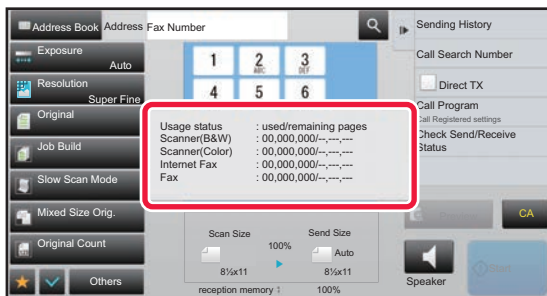 Address Book Address Fax Number
Sending History
Exposure
Auto
1 2 3
ABC DEF
Call Search Number
Resolution
Super Fine
4 5 6
Direct TX
Original
Call Program
Call Registered settings
Usage status : used/remaining pages
Scanner(B&W) : 00,000,000/--,---,---
Scanner(Color) : 00,000,000/--,---,---
Internet Fax : 00,000,000/--,---,---
Fax : 00,000,000/--,---,---
Check Send/Receive
Status
Job Build
Slow Scan Mode
Mixed Size Orig.
CA
Scan Size Send Size
100%
Auto
Original Count
8½x11 8½x11
Others
Speaker
Start
reception memory : 100%